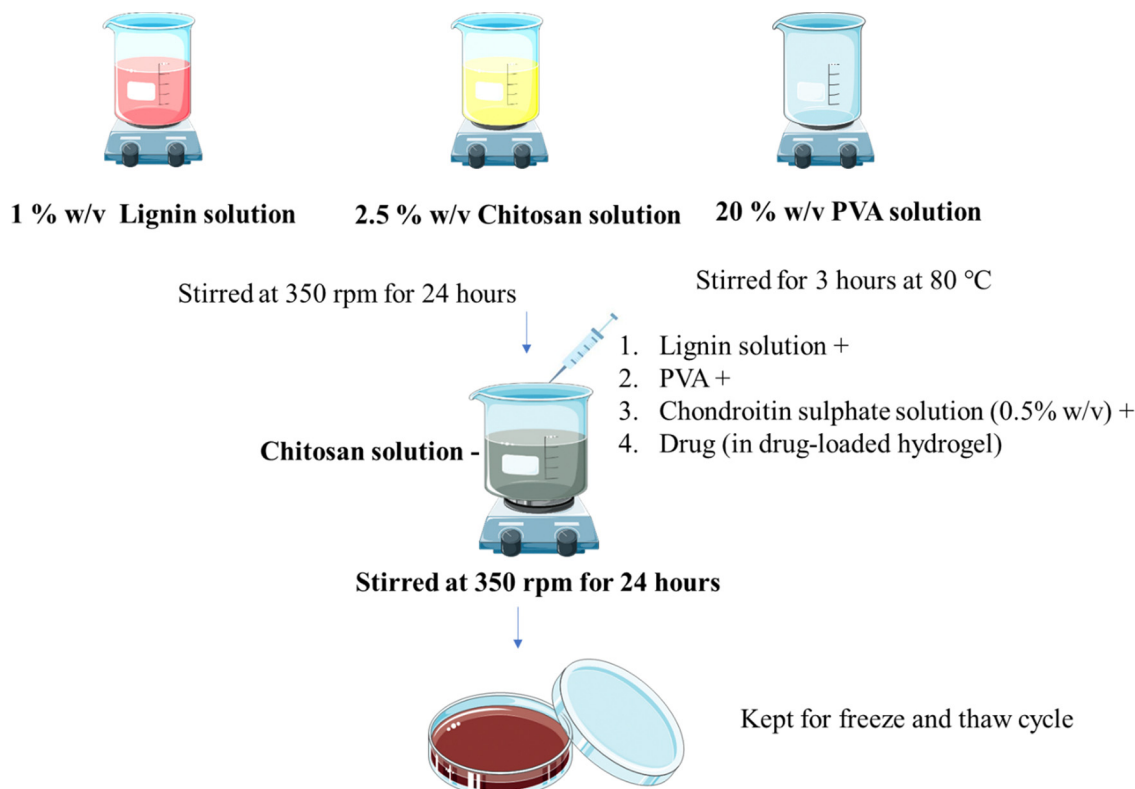 1 % w/v Lignin solution
2.5 % w/v Chitosan solution
20 % w/v PVA solution
Stirred at 350 rpm for 24 hours
Stirred for 3 hours at 80 °C
1. Lignin solution +
2. PVA +
3. Chondroitin sulphate solution (0.5% w/v) +
4. Drug (in drug-loaded hydrogel)
Chitosan solution -
Stirred at 350 rpm for 24 hours
Kept for freeze and thaw cycle